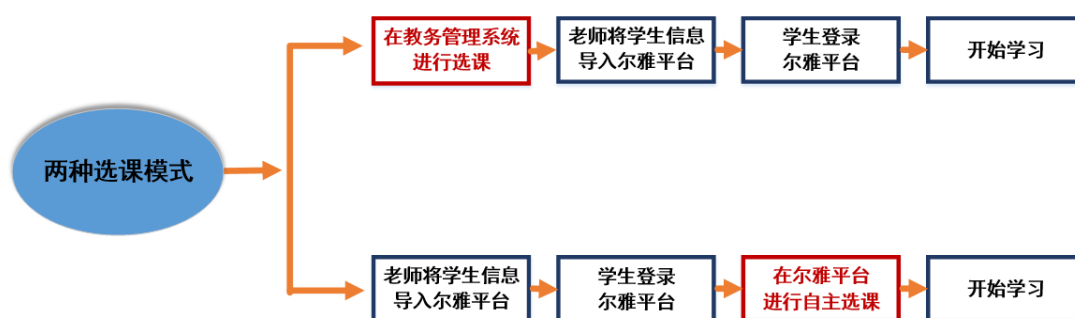 在教务管理系统
进行选课
老师将学生信息
导入尔雅平台
学生登录
尔雅平台
开始学习
两种选课模式
老师将学生信息
导入尔雅平台
学生登录
尔雅平台
在尔雅平台
进行自主选课
开始学习